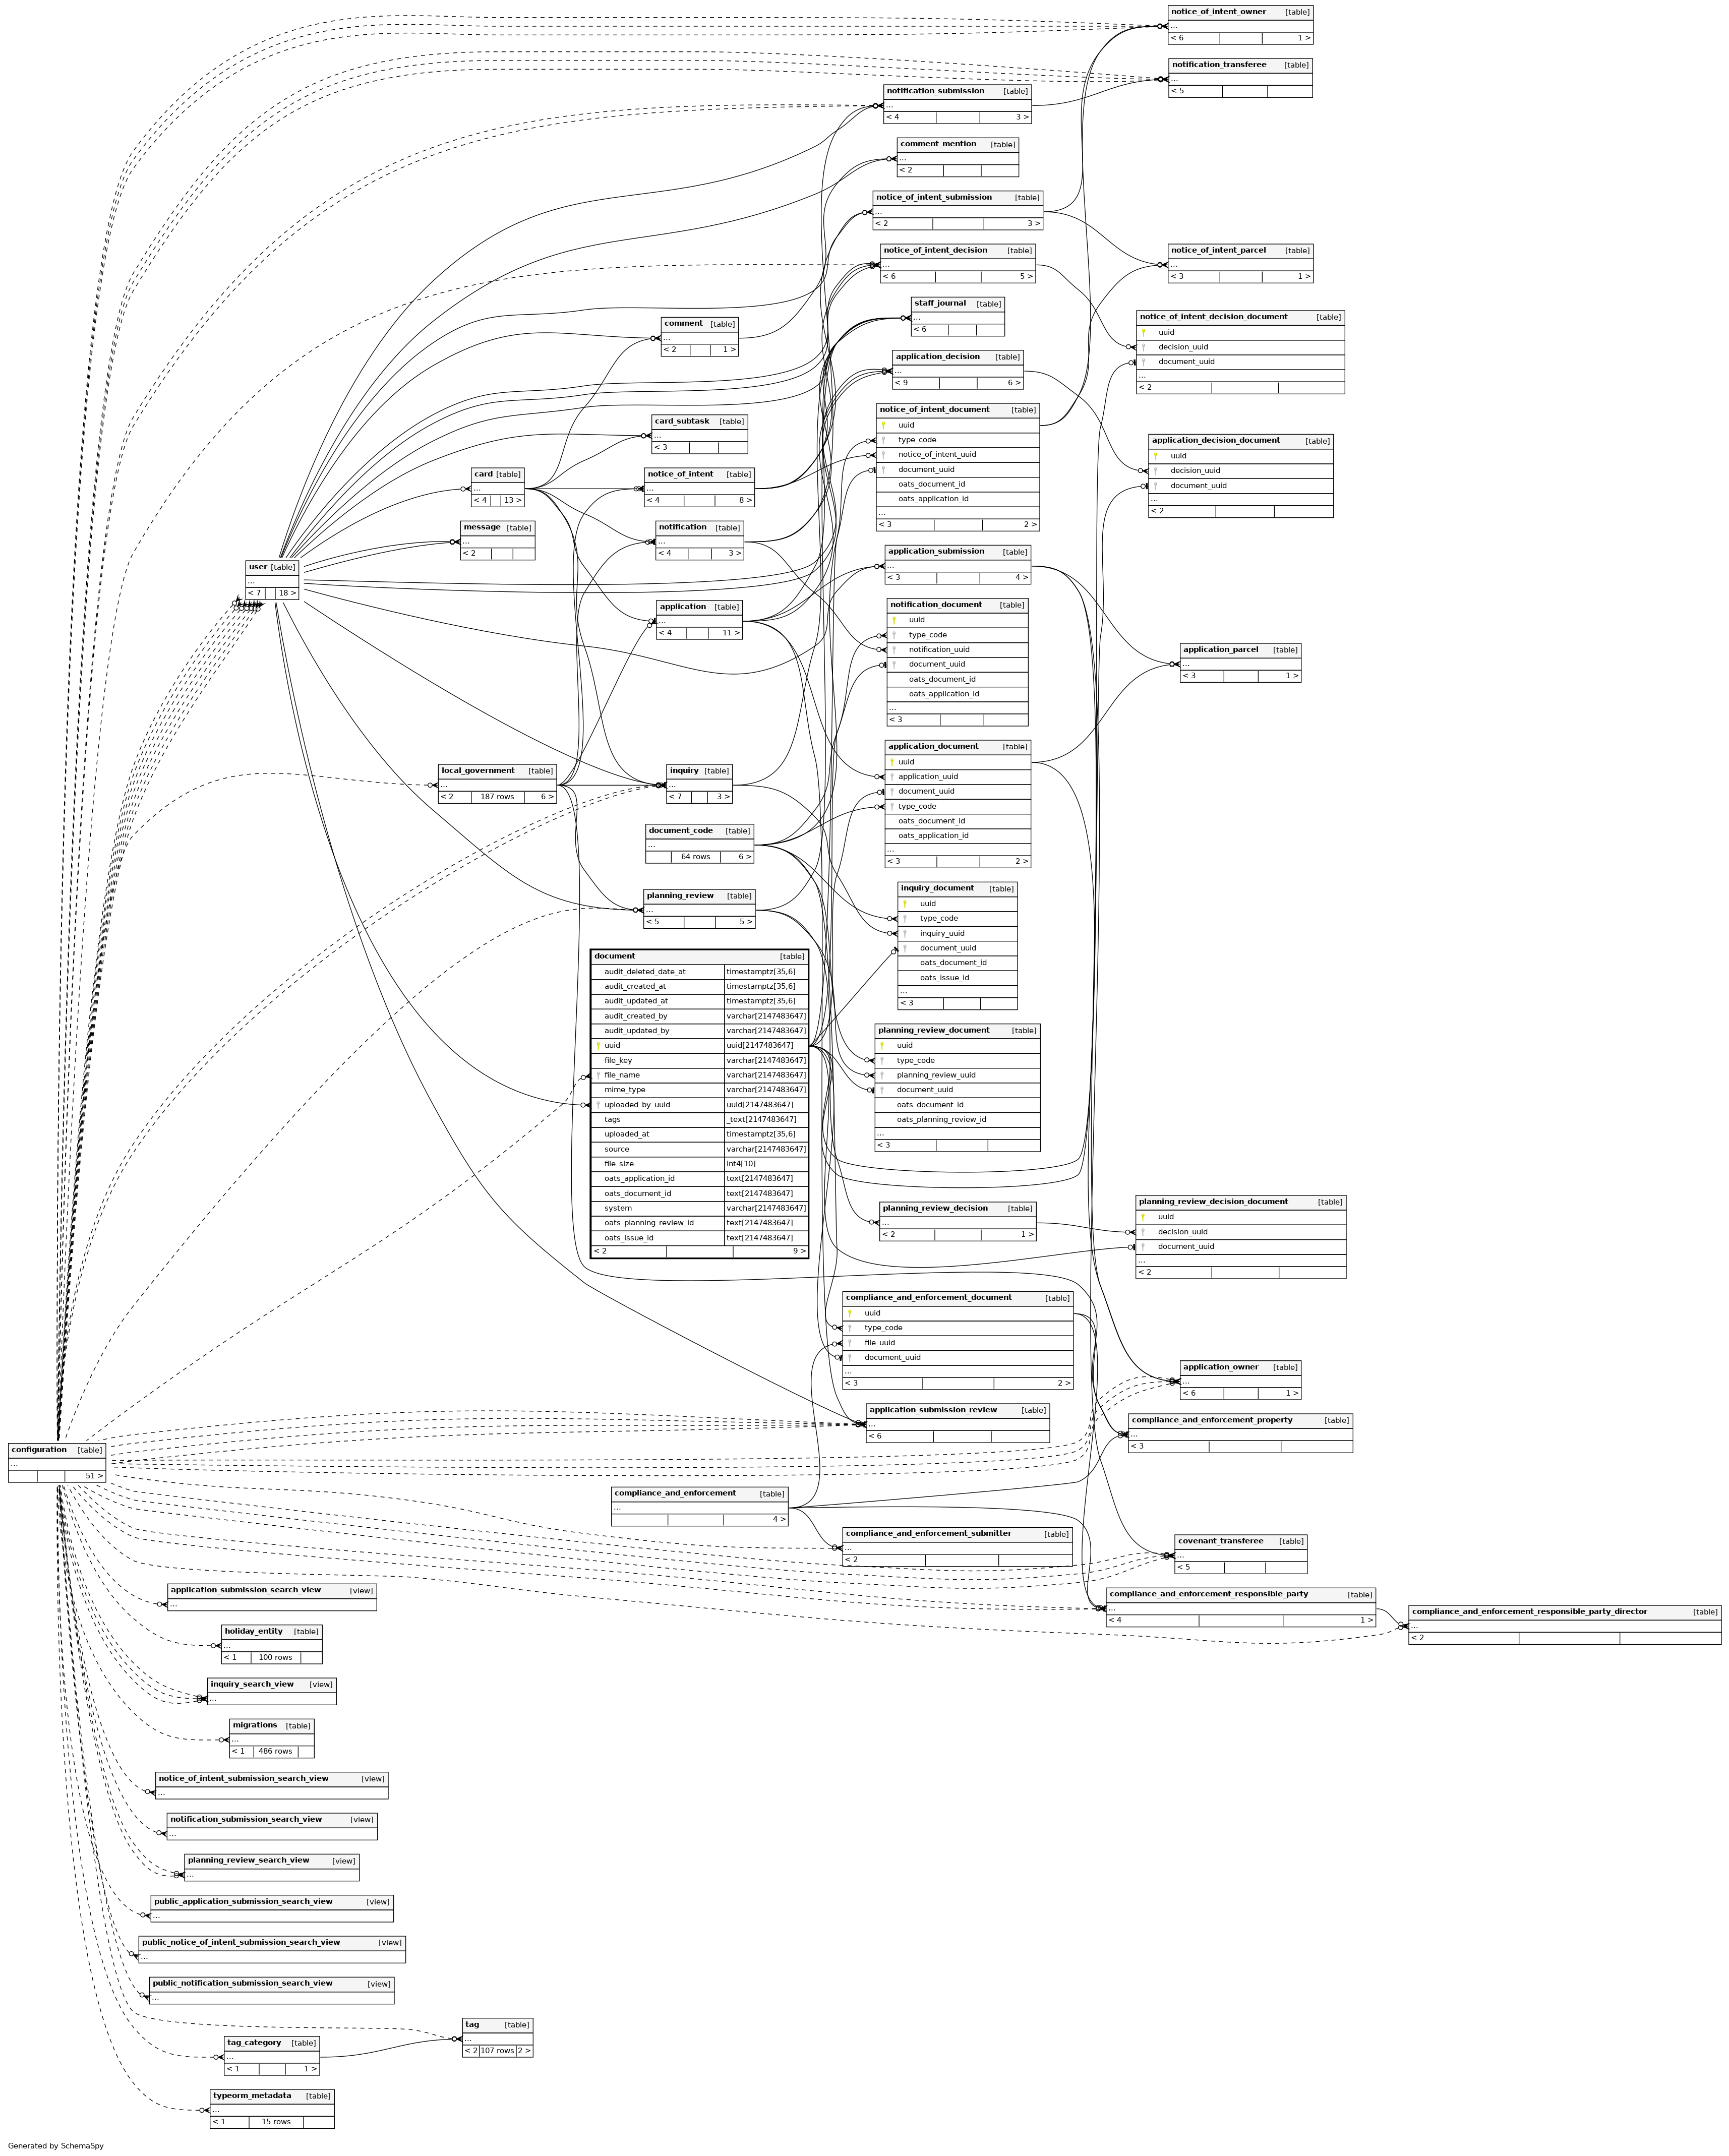 notice_of_intent_owner [table]
...
< 6 1 >
notification_transferee [table]
...
< 5
notification_submission [table]
...
< 4 3 >
comment_mention [table]
...
< 2
notice_of_intent_submission [table]
...
< 2 3 >
notice_of_intent_decision [table]
...
< 6 5 >
notice_of_intent_parcel [table]
...
< 3 1 >
staff_journal [table]
...
< 6
notice_of_intent_decision_document [table]
uuid
decision_uuid
document_uuid
...
< 2
comment [table]
...
< 2 1 >
application_decision [table]
...
< 9 6 >
notice_of_intent_document [table]
uuid
type_code
notice_of_intent_uuid
document_uuid
oats_document_id
oats_application_id
...
< 3 2 >
card_subtask [table]
...
< 3
application_decision_document [table]
uuid
decision_uuid
document_uuid
...
< 2
card [table]
...
< 4 13 >
notice_of_intent [table]
...
< 4 8 >
message [table]
...
< 2
notification [table]
...
< 4 3 >
user [table]
...
< 7 18 >
application_submission [table]
...
< 3 4 >
application [table]
...
< 4 11 >
notification_document [table]
uuid
type_code
notification_uuid
document_uuid
oats_document_id
oats_application_id
...
< 3
application_parcel [table]
...
< 3 1 >
application_document [table]
uuid
application_uuid
document_uuid
type_code
oats_document_id
oats_application_id
...
< 3 2 >
local_government [table]
...
< 2 187 rows 6 >
inquiry [table]
...
< 7 3 >
document_code [table]
...
64 rows 6 >
inquiry_document [table]
uuid
type_code
inquiry_uuid
document_uuid
oats_document_id
oats_issue_id
...
< 3
planning_review [table]
...
< 5 5 >
document [table]
audit_deleted_date_at timestamptz[35,6]
audit_created_at timestamptz[35,6]
audit_updated_at timestamptz[35,6]
audit_created_by varchar[2147483647]
audit_updated_by varchar[2147483647]
uuid uuid[2147483647]
file_key varchar[2147483647]
file_name varchar[2147483647]
mime_type varchar[2147483647]
uploaded_by_uuid uuid[2147483647]
tags _text[2147483647]
uploaded_at timestamptz[35,6]
source varchar[2147483647]
file_size int4[10]
oats_application_id text[2147483647]
oats_document_id text[2147483647]
system varchar[2147483647]
oats_planning_review_id text[2147483647]
oats_issue_id text[2147483647]
< 2 9 >
planning_review_document [table]
uuid
type_code
planning_review_uuid
document_uuid
oats_document_id
oats_planning_review_id
...
< 3
planning_review_decision [table]
...
< 2 1 >
planning_review_decision_document [table]
uuid
decision_uuid
document_uuid
...
< 2
compliance_and_enforcement_document [table]
uuid
type_code
file_uuid
document_uuid
...
< 3 2 >
application_owner [table]
...
< 6 1 >
application_submission_review [table]
...
< 6
compliance_and_enforcement_property [table]
...
< 3
configuration [table]
...
51 >
compliance_and_enforcement [table]
...
4 >
compliance_and_enforcement_submitter [table]
...
< 2
covenant_transferee [table]
...
< 5
application_submission_search_view [view]
...
compliance_and_enforcement_responsible_party [table]
...
< 4 1 >
compliance_and_enforcement_responsible_party_director [table]
...
< 2
holiday_entity [table]
...
< 1 100 rows
inquiry_search_view [view]
...
migrations [table]
...
< 1 486 rows
notice_of_intent_submission_search_view [view]
...
notification_submission_search_view [view]
...
planning_review_search_view [view]
...
public_application_submission_search_view [view]
...
public_notice_of_intent_submission_search_view [view]
...
public_notification_submission_search_view [view]
...
tag [table]
...
< 2 107 rows 2 >
tag_category [table]
...
< 1 1 >
typeorm_metadata [table]
...
< 1 15 rows
Generated by SchemaSpy